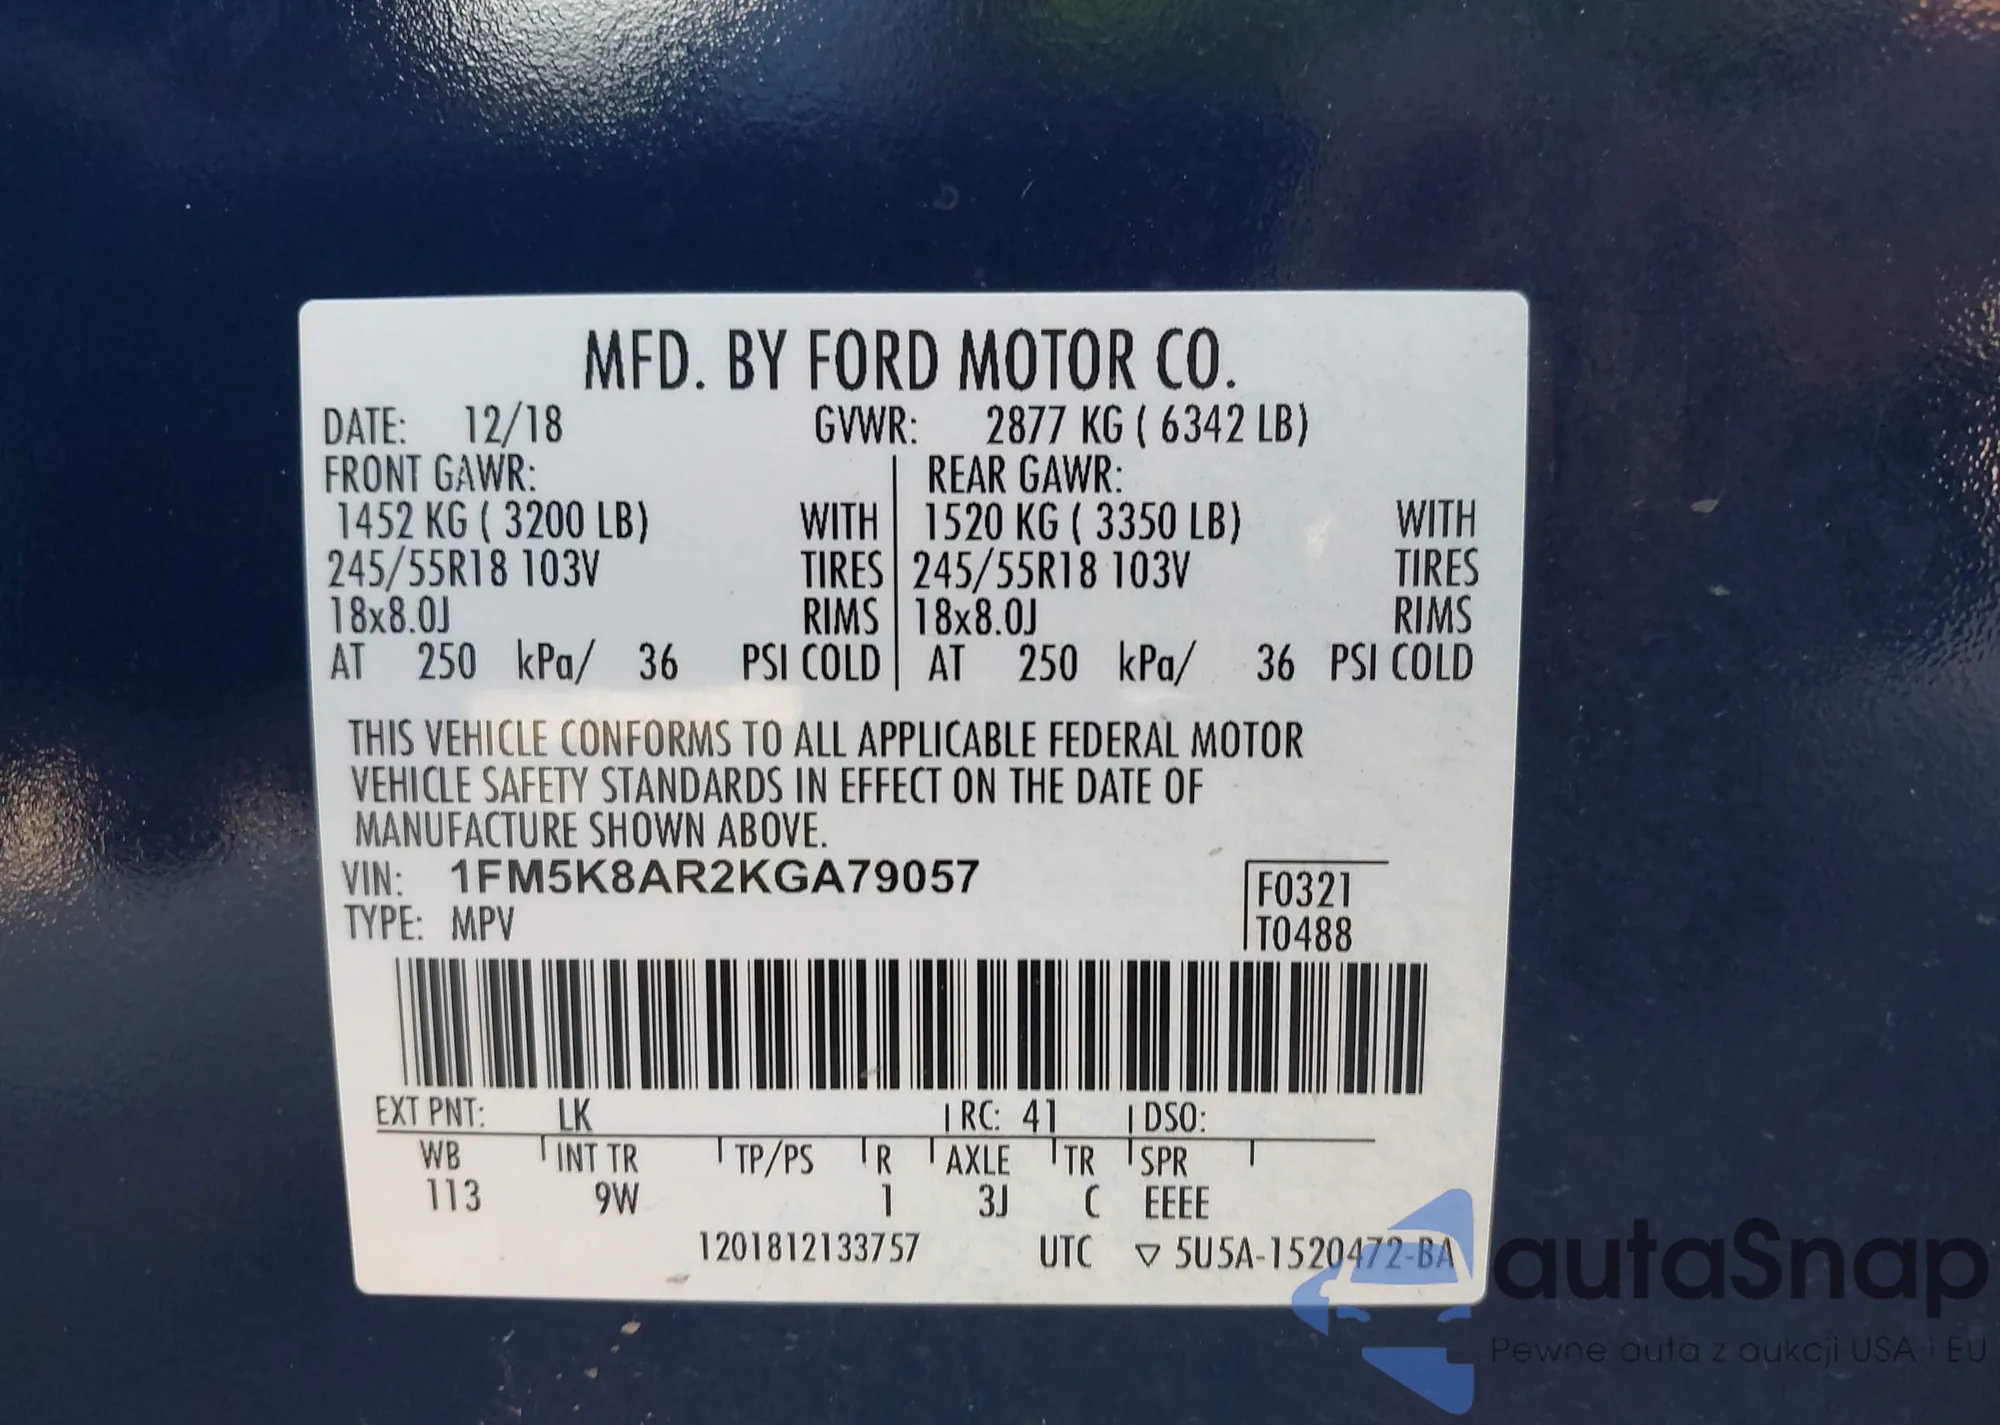 MFD. BY FORD MOTOR CO.
DATE: 12/18 GVWR: 2877 KG ( 6342 LB)
FRONT GAWR: REAR GAWR:
1452 KG ( 3200 LB) WITH 1520 KG ( 3350 LB) WITH
245/55R18 103V TIRES 245/55R18 103V TIRES
18x8.0J RIMS 18x8.0J RIMS
AT 250 kPa/ 36 PSI COLD AT 250 kPa/ 36 PSI COLD
THIS VEHICLE CONFORMS TO ALL APPLICABLE FEDERAL MOTOR
VEHICLE SAFETY STANDARDS IN EFFECT ON THE DATE OF
MANUFACTURE SHOWN ABOVE.
VIN: 1FM5K8AR2KGA79057 F0321
TYPE: MPV T0488
EXT PNT: LK RC: 41 DSO:
WB INT TR TP/PS R AXLE TR SPR
113 9W 1 3J C EEEE
1201812133757 UTC ▽ 5U5A-1520472-BA
autaSnap
Pewne auta z aukcji USA i EU